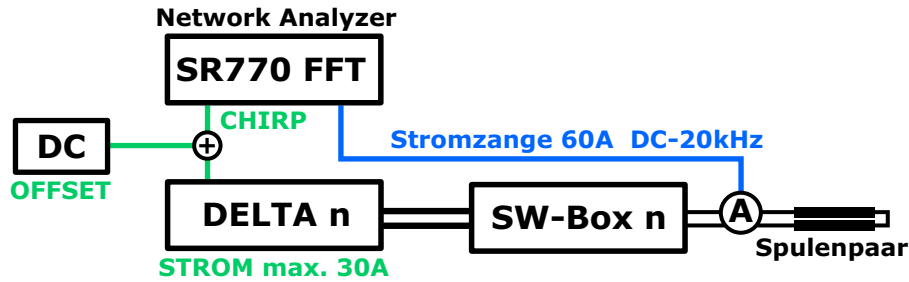 Network Analyzer
SR770 FFT
CHIRP
DC
+
OFFSET
Stromzange 60A DC-20kHz
DELTA n
SW-Box n
A
Spulenpaar
STROM max. 30A